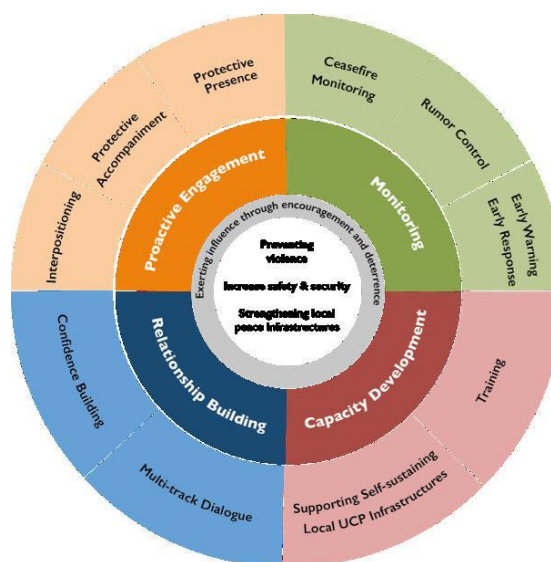 Protective
Presence
Ceasefire
Monitoring
Protective
Accompaniment
Rumor Control
Interpositioning
Early Warning
Early Response
Proactive Engagement
Monitoring
Exerting influence through encouragement and deterrence
Preventing
violence
Increase safety & security
Strengthening local
peace infrastructures
Relationship Building
Capacity Development
Confidence Building
Training
Multi-track Dialogue
Supporting Self-sustaining
Local UCP Infrastructures